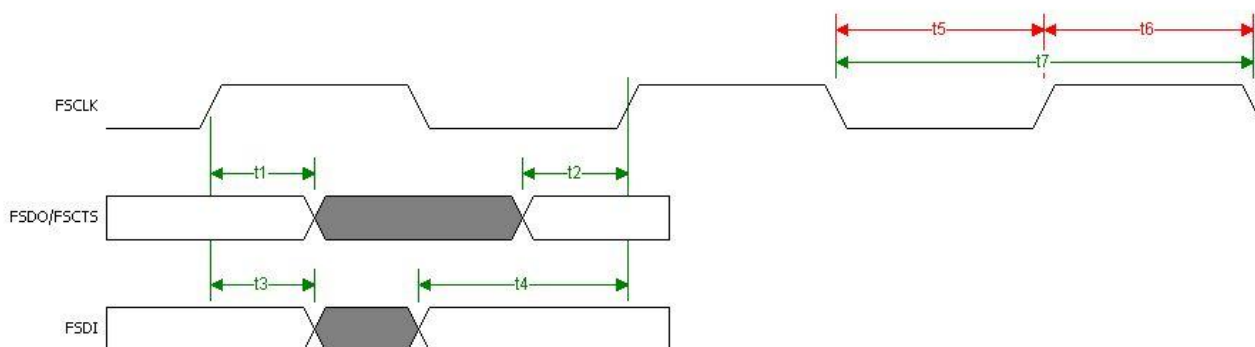 t5 t6
t7
FSCLK
t1 t2
FSDO/FSCTS
t3 t4
FSDI